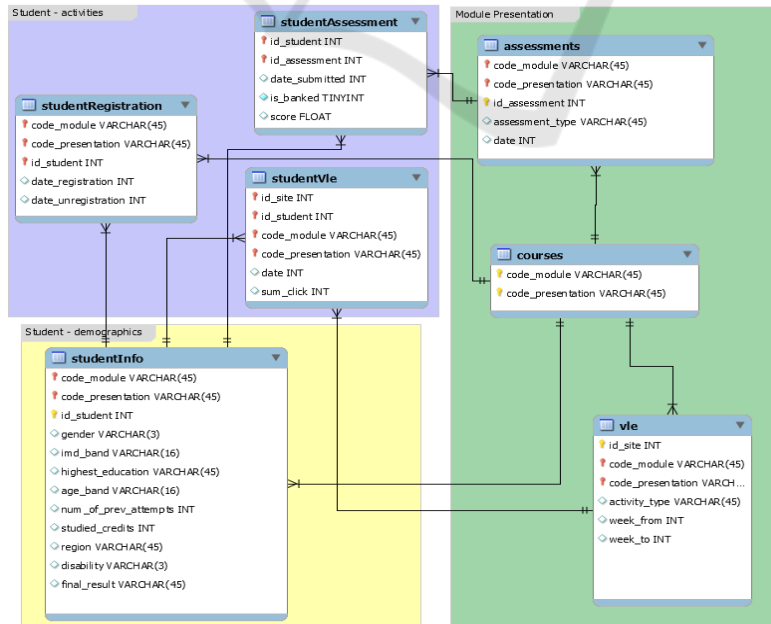 Student - activities
studentAssessment
id_student INT
id_assessment INT
date_submitted INT
is_banked TINYINT
score FLOAT
studentRegistration
code_module VARCHAR(45)
code_presentation VARCHAR(45)
id_student INT
date_registration INT
date_unregistration INT
studentVle
id_site INT
id_student INT
code_module VARCHAR(45)
code_presentation VARCHAR(45)
date INT
sum_click INT
Student - demographics
studentInfo
code_module VARCHAR(45)
code_presentation VARCHAR(45)
id_student INT
gender VARCHAR(3)
imd_band VARCHAR(16)
highest_education VARCHAR(45)
age_band VARCHAR(16)
num_of_prev_attempts INT
studied_credits INT
region VARCHAR(45)
disability VARCHAR(3)
final_result VARCHAR(45)
Module Presentation
assessments
code_module VARCHAR(45)
code_presentation VARCHAR(45)
id_assessment INT
assessment_type VARCHAR(45)
date INT
courses
code_module VARCHAR(45)
code_presentation VARCHAR(45)
vle
id_site INT
code_module VARCHAR(45)
code_presentation VARCH...
activity_type VARCHAR(45)
week_from INT
week_to INT